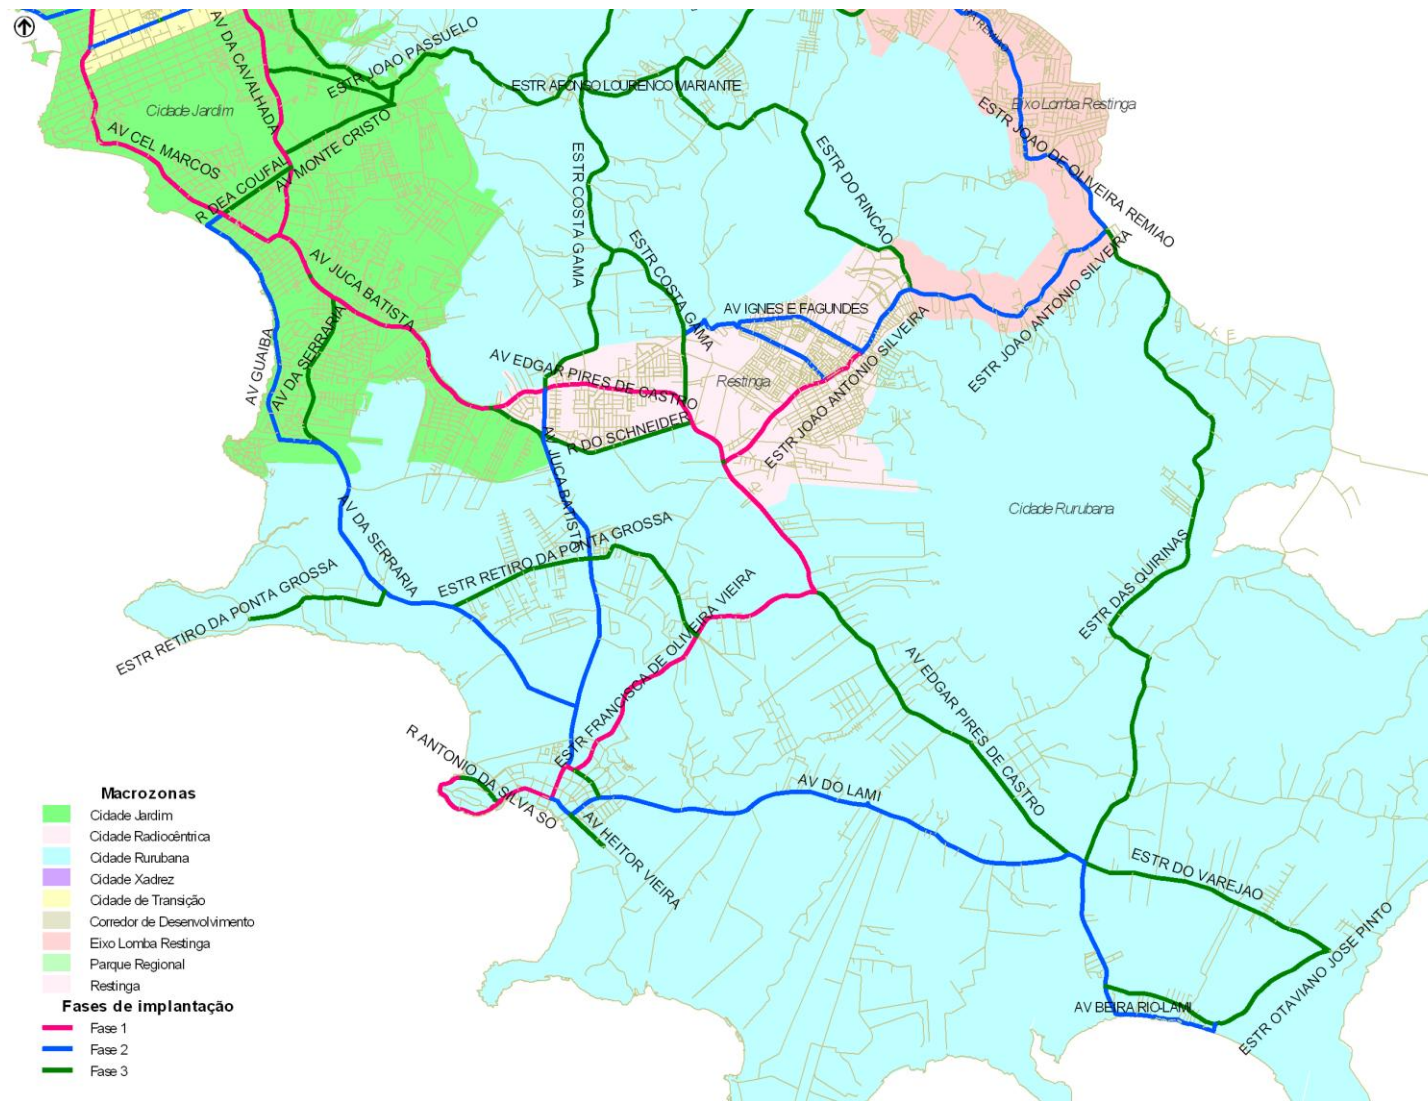 AV DA CAVALHADA
ESTR JOAO PASSUELO
ESTR AFONSO LOURENCO MARIANTE
Eixo Lomba Restinga
Cidade Jardim
AV CEL MARCOS
AV MONTE CRISTO
R DEA COUFAL
ESTR COSTA GAMA
ESTR DO RINCAO
ESTR JOAO DE OLIVEIRA REMIAO
ESTR COSTA GAMA
AV JUCA BATISTA
AV IGNES E FAGUNDES
ESTR JOAO ANTONIO SILVEIRA
AV GUAIBA
AV DA SERRARIA
AV EDGAR PIRES DE CASTRO
Restinga
ESTR JOAO ANTONIO SILVEIRA
R DO SCHNEIDER
AV JUCA BATISTA
Cidade Rururbana
AV DA SERRARIA
ESTR RETIRO DA PONTA GROSSA
ESTR RETIRO DA PONTA GROSSA
ESTR DAS QUIRINAS
ESTR FRANCISCA DE OLIVEIRA VIEIRA
AV EDGAR PIRES DE CASTRO
R ANTONIO DA SILVA SO
AV DO LAMI
AV HEITOR VIEIRA
ESTR DO VAREJAO
AV BEIRA RIO-LAMI
ESTR OTAVIANO JOSE PINTO
Macrozonas
Cidade Jardim
Cidade Radiocêntrica
Cidade Rururbana
Cidade Xadrez
Cidade de Transição
Corredor de Desenvolvimento
Eixo Lomba Restinga
Parque Regional
Restinga
Fases de implantação
Fase 1
Fase 2
Fase 3